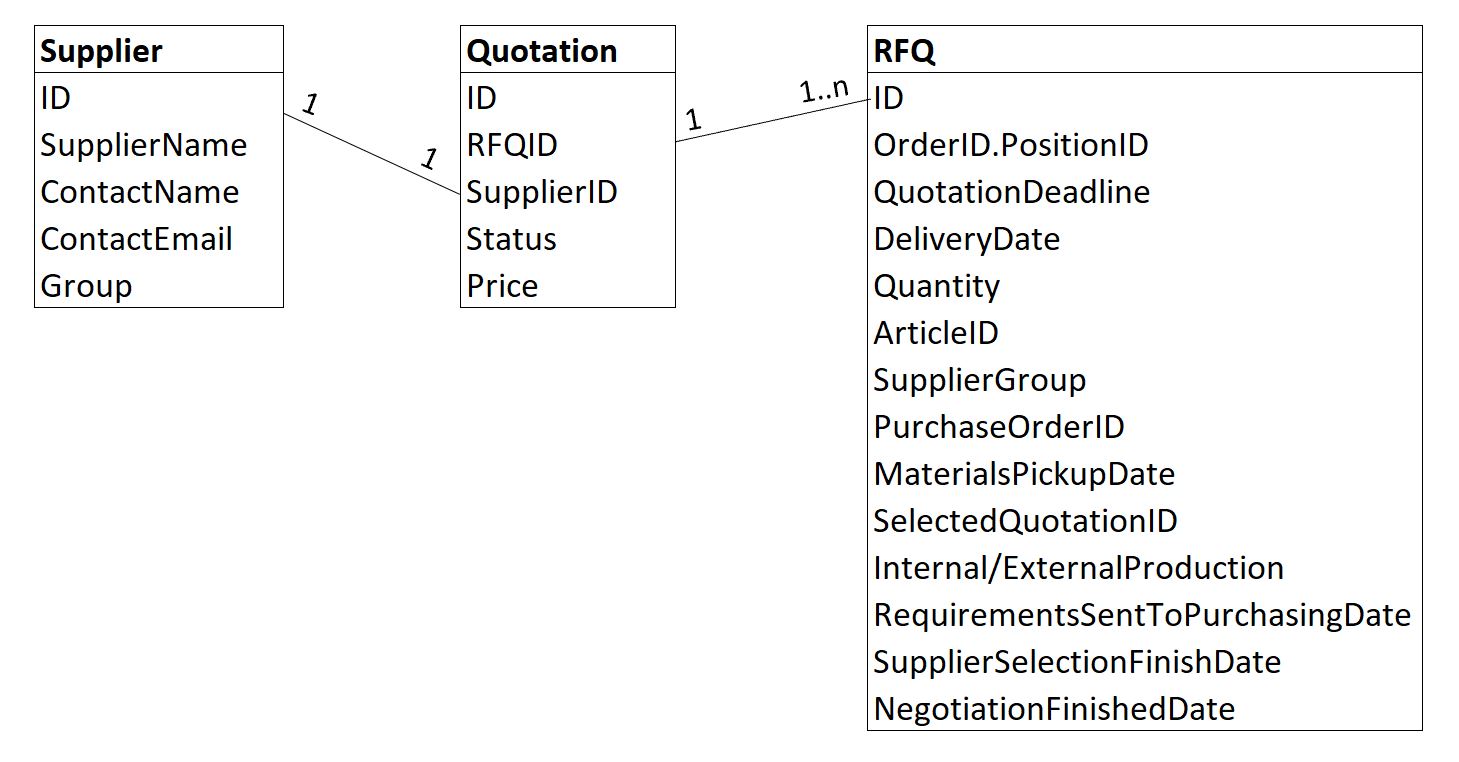 Supplier
ID
SupplierName
ContactName
ContactEmail
Group
1
1
Quotation
ID
RFQID
SupplierID
Status
Price
1
1..n
RFQ
ID
OrderID.PositionID
QuotationDeadline
DeliveryDate
Quantity
ArticleID
SupplierGroup
PurchaseOrderID
MaterialsPickupDate
SelectedQuotationID
Internal/ExternalProduction
RequirementsSentToPurchasingDate
SupplierSelectionFinishDate
NegotiationFinishedDate